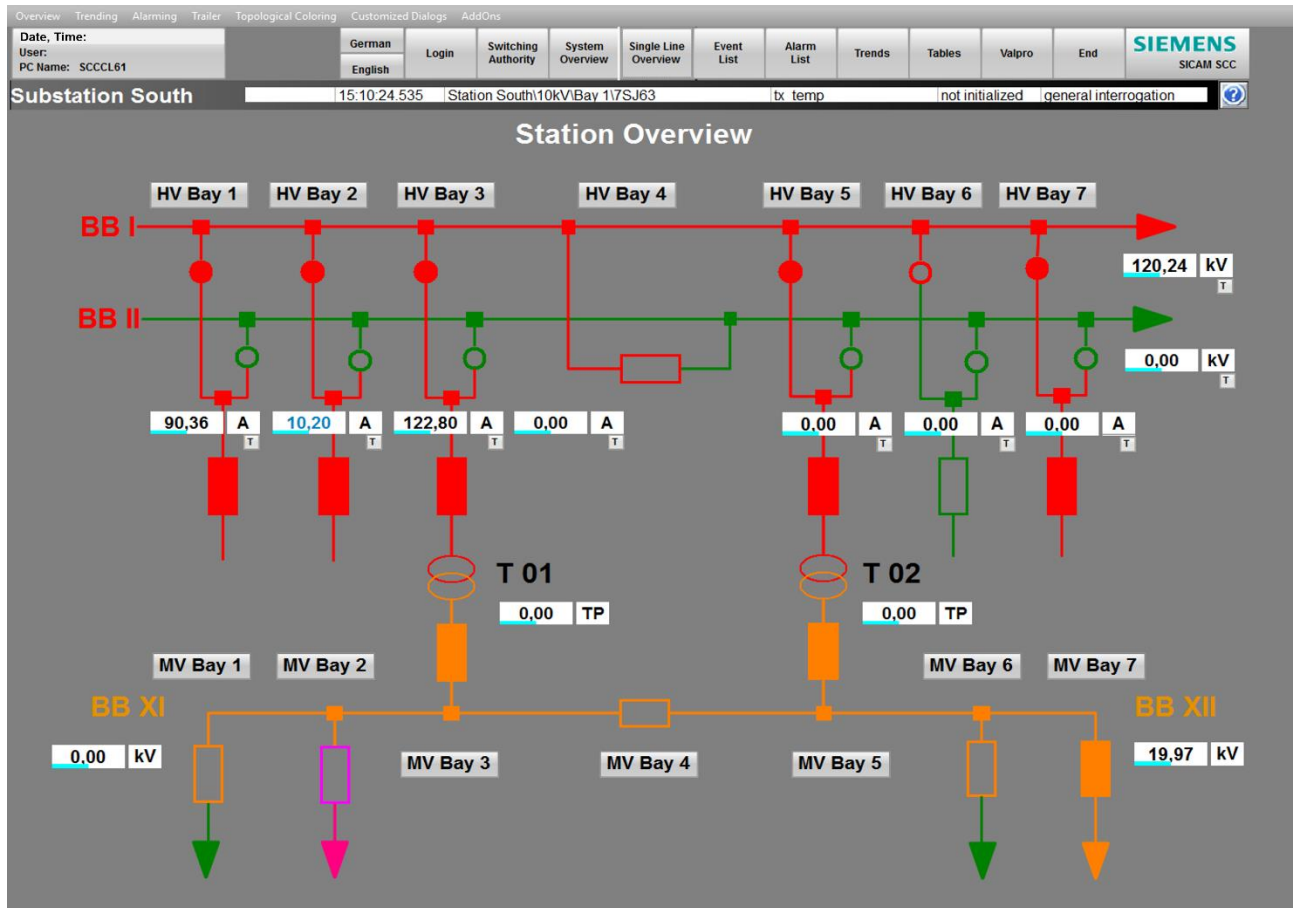 Overview Trending Alarming Trailer Topological Coloring Customized Dialogs AddOns
Date, Time:
User:
PC Name: SCCCL61
German
English
Login
Switching
Authority
System
Overview
Single Line
Overview
Event
List
Alarm
List
Trends
Tables
Valpro
End
SIEMENS
SICAM SCC
Substation South 15:10:24.535 Station South\10kV\Bay 1\7SJ63 tx temp not initialized general interrogation ?
Station Overview
HV Bay 1 HV Bay 2 HV Bay 3 HV Bay 4 HV Bay 5 HV Bay 6 HV Bay 7
BB I
120,24 kV
T
BB II
0,00 kV
T
90,36 A 10,20 A 122,80 A 0,00 A 0,00 A 0,00 A 0,00 A
T T T T T T T
T 01 T 02
0,00 TP 0,00 TP
MV Bay 1 MV Bay 2 MV Bay 6 MV Bay 7
BB XI BB XII
0,00 kV 19,97 kV
MV Bay 3 MV Bay 4 MV Bay 5